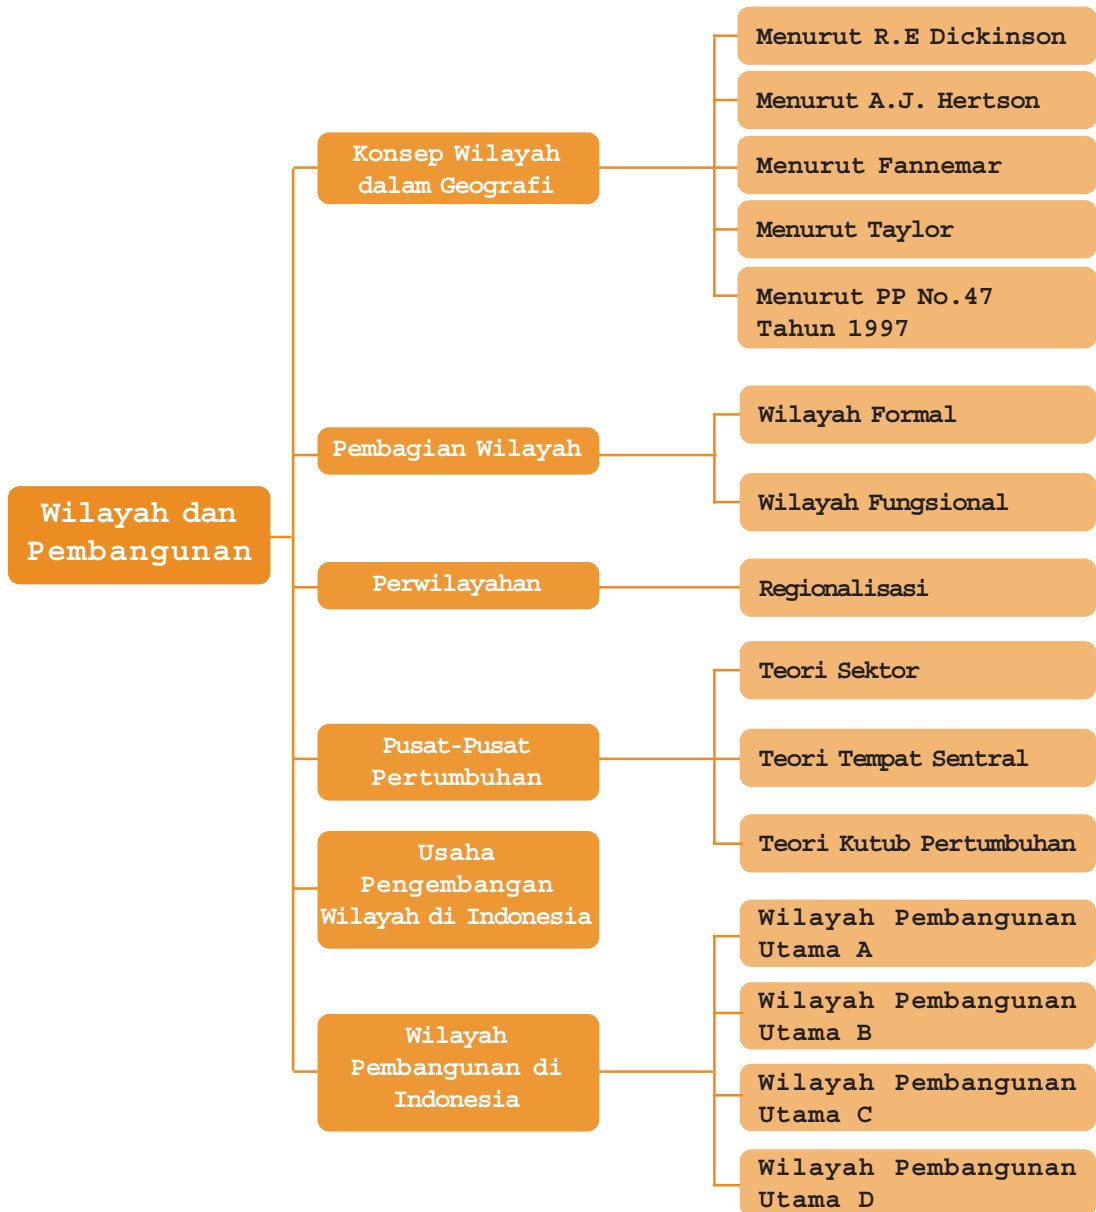 Wilayah dan
Pembangunan
Konsep Wilayah
dalam Geografi
Menurut R.E Dickinson
Menurut A.J. Hertson
Menurut Fannemar
Menurut Taylor
Menurut PP No.47
Tahun 1997
Pembagian Wilayah
Wilayah Formal
Wilayah Fungsional
Perwilayahan
Regionalisasi
Pusat-Pusat
Pertumbuhan
Teori Sektor
Teori Tempat Sentral
Teori Kutub Pertumbuhan
Usaha
Pengembangan
Wilayah di Indonesia
Wilayah
Pembangunan di
Indonesia
Wilayah Pembangunan
Utama A
Wilayah Pembangunan
Utama B
Wilayah Pembangunan
Utama C
Wilayah Pembangunan
Utama D